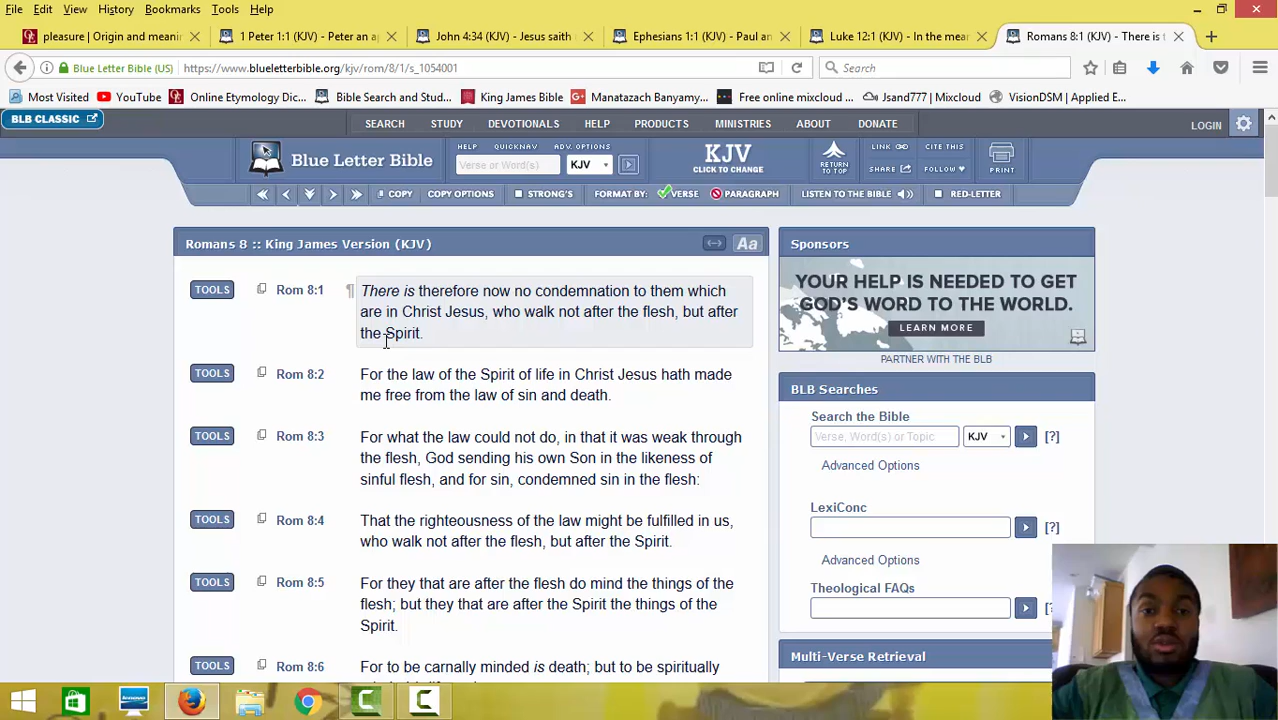 File Edit View History Bookmarks Tools Help
pleasure | Origin and meanin
1 Peter 1:1 (KJV) - Peter an ap
John 4:34 (KJV) - Jesus saith
Ephesians 1:1 (KJV) - Paul an
Luke 12:1 (KJV) - In the mean
Romans 8:1 (KJV) - There is t
Blue Letter Bible (US)
https://www.blueletterbible.org/kjv/rom/8/1/s_1054001
Search
Most Visited
YouTube
Online Etymology Dic...
Bible Search and Stud...
King James Bible
Manatazach Banyamy...
Free online mixcloud ...
Jsand777 | Mixcloud
VisionDSM | Applied E...
BLB CLASSIC
SEARCH STUDY DEVOTIONALS HELP PRODUCTS MINISTRIES ABOUT DONATE
LOGIN
Blue Letter Bible
HELP QUICKNAV ADV. OPTIONS
Verse or Word(s)
KJV
KJV
CLICK TO CHANGE
RETURN
TO TOP
LINK
CITE THIS
SHARE
FOLLOW
PRINT
COPY
COPY OPTIONS
STRONG'S
FORMAT BY:
VERSE
PARAGRAPH
LISTEN TO THE BIBLE
RED-LETTER
Romans 8 :: King James Version (KJV)
Aa
TOOLS
Rom 8:1
¶
There is therefore now no condemnation to them which
are in Christ Jesus, who walk not after the flesh, but after
the Spirit.
TOOLS
Rom 8:2
For the law of the Spirit of life in Christ Jesus hath made
me free from the law of sin and death.
TOOLS
Rom 8:3
For what the law could not do, in that it was weak through
the flesh, God sending his own Son in the likeness of
sinful flesh, and for sin, condemned sin in the flesh:
TOOLS
Rom 8:4
That the righteousness of the law might be fulfilled in us,
who walk not after the flesh, but after the Spirit.
TOOLS
Rom 8:5
For they that are after the flesh do mind the things of the
flesh; but they that are after the Spirit the things of the
Spirit.
TOOLS
Rom 8:6
For to be carnally minded is death; but to be spiritually
Sponsors
YOUR HELP IS NEEDED TO GET
GOD'S WORD TO THE WORLD.
LEARN MORE
PARTNER WITH THE BLB
BLB Searches
Search the Bible
Verse, Word(s) or Topic
KJV
[?]
Advanced Options
LexiConc
[?]
Advanced Options
Theological FAQs
Multi-Verse Retrieval